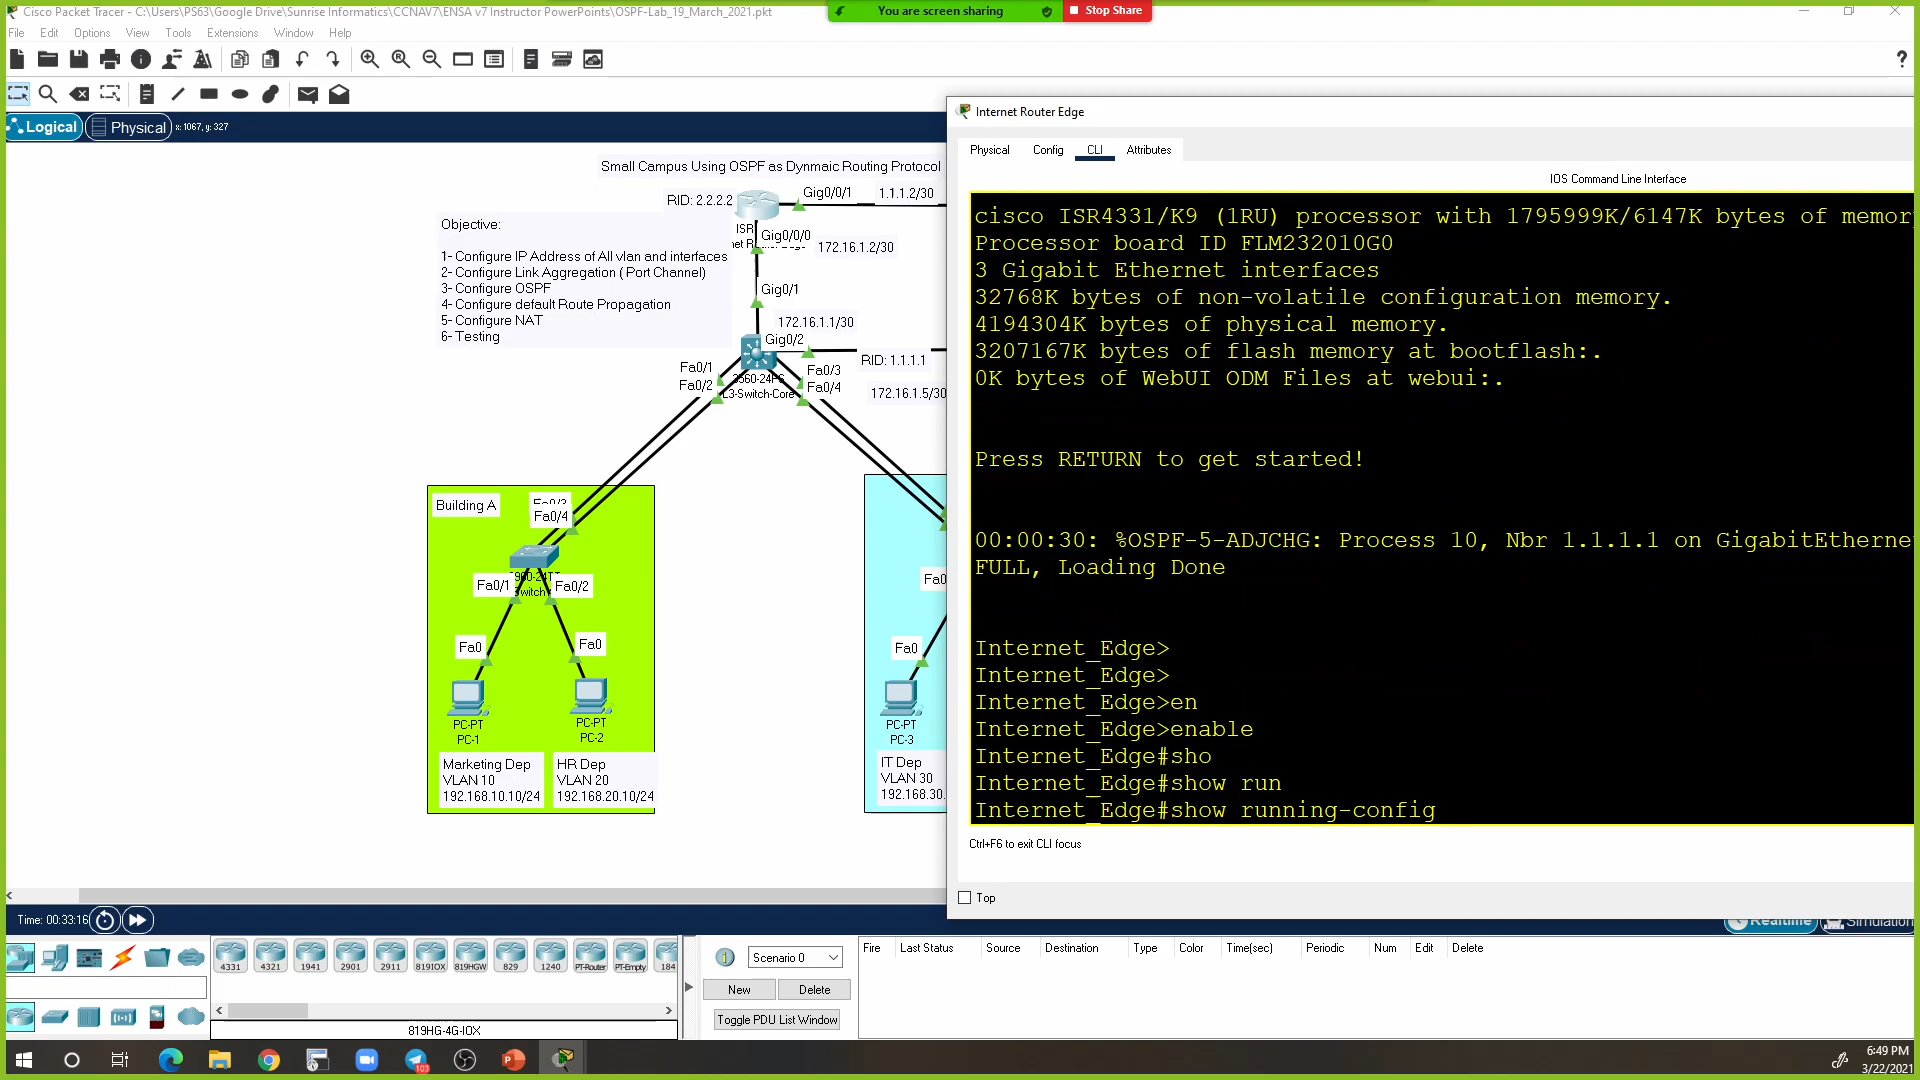 Cisco Packet Tracer - C:\Users\PS63\Google Drive\Sunrise Informatics\CCNAV7\ENSA v7 Instructor PowerPoints\OSPF-Lab_19_March_2021.pkt
You are screen sharing
Stop Share
File Edit Options View Tools Extensions Window Help
?
Logical
Physical
x: 1067, y: 327
Small Campus Using OSPF as Dynmaic Routing Protocol
RID: 2.2.2.2
Gig0/0/1
1.1.1.2/30
Objective:
1- Configure IP Address of All vlan and interfaces
2- Configure Link Aggregation ( Port Channel)
3- Configure OSPF
4- Configure default Route Propagation
5- Configure NAT
6- Testing
ISR
Gig0/0/0
172.16.1.2/30
Gig0/1
172.16.1.1/30
Gig0/2
RID: 1.1.1.1
Fa0/1
Fa0/2
Fa0/3
Fa0/4
L3-Switch-Core
172.16.1.5/30
Building A
Fa0/4
Fa0/1
Fa0/2
Fa0
Fa0
PC-PT
PC-1
PC-PT
PC-2
Marketing Dep
VLAN 10
192.168.10.10/24
HR Dep
VLAN 20
192.168.20.10/24
Fa0
Fa0
PC-PT
PC-3
IT Dep
VLAN 30
192.168.30.
Internet Router Edge
Physical Config CLI Attributes
IOS Command Line Interface
cisco ISR4331/K9 (1RU) processor with 1795999K/6147K bytes of memor
Processor board ID FLM232010G0
3 Gigabit Ethernet interfaces
32768K bytes of non-volatile configuration memory.
4194304K bytes of physical memory.
3207167K bytes of flash memory at bootflash:.
0K bytes of WebUI ODM Files at webui:.
Press RETURN to get started!
00:00:30: %OSPF-5-ADJCHG: Process 10, Nbr 1.1.1.1 on GigabitEtherne
FULL, Loading Done
Internet_Edge>
Internet_Edge>
Internet_Edge>en
Internet_Edge>enable
Internet_Edge#sho
Internet_Edge#show run
Internet_Edge#show running-config
Ctrl+F6 to exit CLI focus
Top
Time: 00:33:16
Realtime
Simulation
4331 4321 1941 2901 2911 819IOX 819HGW 829 1240 PT-Router PT-Empty 184
819HG-4G-IOX
Scenario 0
New
Delete
Toggle PDU List Window
Fire Last Status Source Destination Type Color Time(sec) Periodic Num Edit Delete
103
6:49 PM
3/22/2021